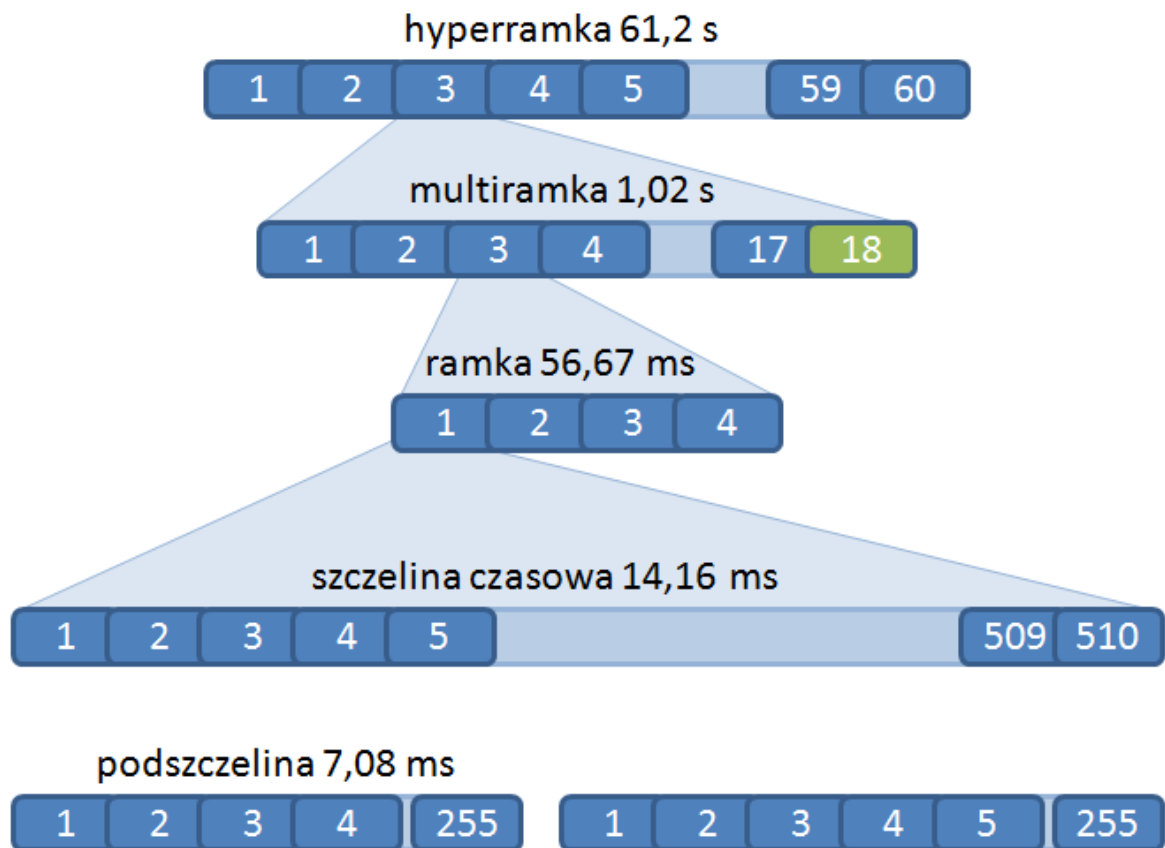 hyperramka 61,2 s
1 2 3 4 5 59 60
multiramka 1,02 s
1 2 3 4 17 18
ramka 56,67 ms
1 2 3 4
szczelina czasowa 14,16 ms
1 2 3 4 5 509 510
podszczelina 7,08 ms
1 2 3 4 255 1 2 3 4 5 255